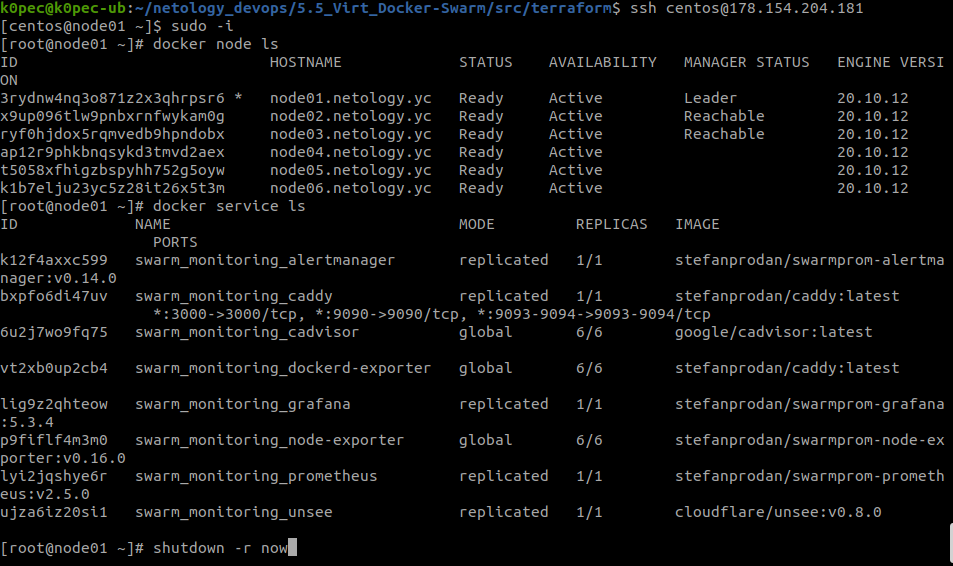 k0pec@k0pec-ub:~/netology_devops/5.5_Virt_Docker-Swarm/src/terraform$ ssh centos@178.154.204.181
[centos@node01 ~]$ sudo -i
[root@node01 ~]# docker node ls
ID                            HOSTNAME             STATUS    AVAILABILITY   MANAGER STATUS   ENGINE VERSI
ON
3rydnw4nq3o871z2x3qhrpsr6 *   node01.netology.yc   Ready     Active         Leader           20.10.12
x9up096tlw9pnbxrnfwykam0g     node02.netology.yc   Ready     Active         Reachable        20.10.12
ryf0hjdox5rqmvedb9hpndobx     node03.netology.yc   Ready     Active         Reachable        20.10.12
ap12r9phkbnqsykd3tmvd2aex     node04.netology.yc   Ready     Active                          20.10.12
t5058xfhigzbspyhh752g5oyw     node05.netology.yc   Ready     Active                          20.10.12
k1b7elju23yc5z28it26x5t3m     node06.netology.yc   Ready     Active                          20.10.12
[root@node01 ~]# docker service ls
ID             NAME                                MODE         REPLICAS   IMAGE
                 PORTS
k12f4axxc599   swarm_monitoring_alertmanager       replicated   1/1        stefanprodan/swarmprom-alertma
nager:v0.14.0
bxpfo6di47uv   swarm_monitoring_caddy              replicated   1/1        stefanprodan/caddy:latest
                 *:3000->3000/tcp, *:9090->9090/tcp, *:9093-9094->9093-9094/tcp
6u2j7wo9fq75   swarm_monitoring_cadvisor           global       6/6        google/cadvisor:latest
vt2xb0up2cb4   swarm_monitoring_dockerd-exporter   global       6/6        stefanprodan/caddy:latest
lig9z2qhteow   swarm_monitoring_grafana            replicated   1/1        stefanprodan/swarmprom-grafana
:5.3.4
p9fiflf4m3m0   swarm_monitoring_node-exporter      global       6/6        stefanprodan/swarmprom-node-ex
porter:v0.16.0
lyi2jqshye6r   swarm_monitoring_prometheus         replicated   1/1        stefanprodan/swarmprom-prometh
eus:v2.5.0
ujza6iz20si1   swarm_monitoring_unsee              replicated   1/1        cloudflare/unsee:v0.8.0
[root@node01 ~]# shutdown -r now